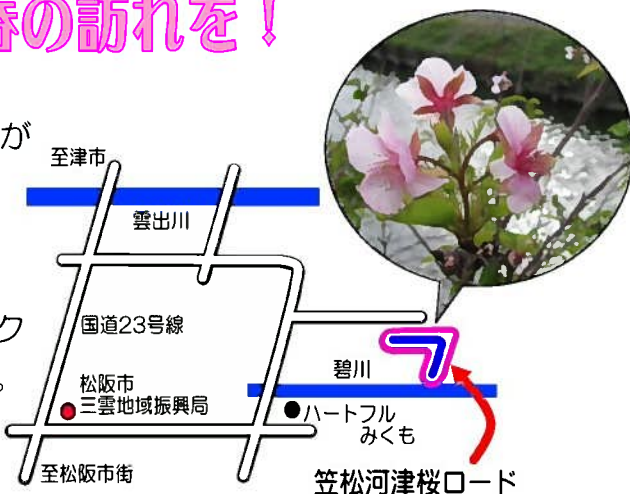 春の訪れを！
が
至津市
雲出川
国道23号線
ク
。
碧川
松阪市
三雲地域振興局
ハートフル
みくも
至松阪市街
笠松河津桜ロード